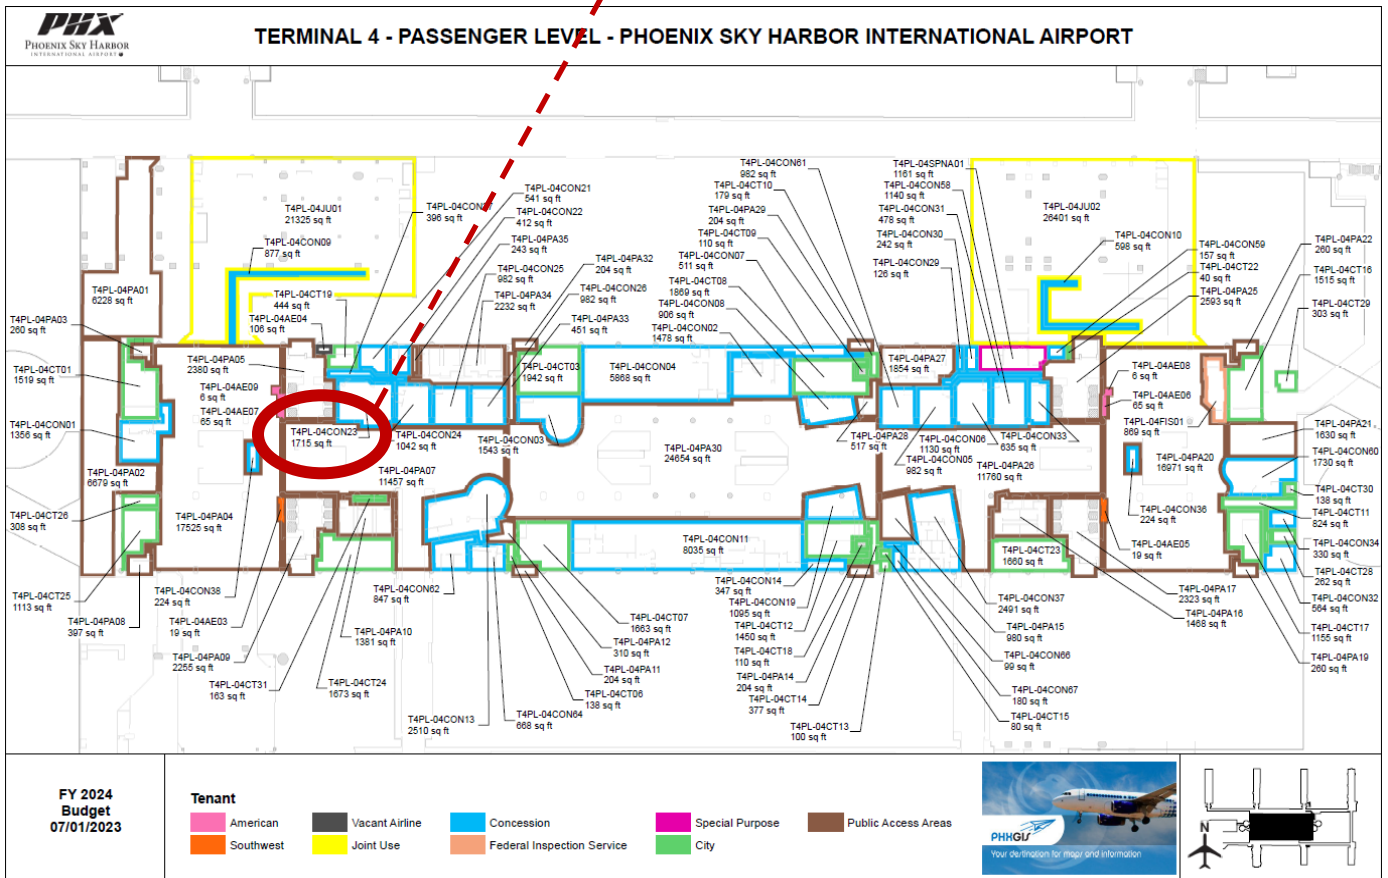 PHX
PHOENIX SKY HARBOR
INTERNATIONAL AIRPORT
TERMINAL 4 - PASSENGER LEVEL - PHOENIX SKY HARBOR INTERNATIONAL AIRPORT
T4PL-04JU01
21325 sq ft
T4PL-04CON09
877 sq ft
T4PL-04PA01
6228 sq ft
T4PL-04CT19
444 sq ft
T4PL-04AE04
106 sq ft
396 sq ft
T4PL-04CON21
541 sq ft
T4PL-04CON22
412 sq ft
T4PL-04PA35
243 sq ft
T4PL-04CON25
982 sq ft
T4PL-04PA34
2232 sq ft
T4PL-04PA32
204 sq ft
T4PL-04CON26
982 sq ft
T4PL-04PA33
451 sq ft
T4PL-04CON61
982 sq ft
T4PL-04CT10
179 sq ft
T4PL-04PA29
204 sq ft
T4PL-04CT09
110 sq ft
T4PL-04CON07
511 sq ft
T4PL-04CT08
1869 sq ft
T4PL-04CON08
906 sq ft
T4PL-04CON02
1478 sq ft
T4PL-04SPNA01
1161 sq ft
T4PL-04CON58
1140 sq ft
T4PL-04CON31
478 sq ft
T4PL-04CON30
242 sq ft
T4PL-04CON29
126 sq ft
T4PL-04JU02
26401 sq ft
T4PL-04CON10
598 sq ft
T4PL-04CON59
157 sq ft
T4PL-04CT22
40 sq ft
T4PL-04PA25
2593 sq ft
T4PL-04PA22
260 sq ft
T4PL-04CT16
1515 sq ft
T4PL-04CT29
303 sq ft
T4PL-04PA03
260 sq ft
T4PL-04CT01
1519 sq ft
T4PL-04CON01
1356 sq ft
T4PL-04PA02
6679 sq ft
T4PL-04CT26
308 sq ft
T4PL-04CT25
1113 sq ft
T4PL-04PA08
397 sq ft
T4PL-04PA05
2380 sq ft
T4PL-04AE09
6 sq ft
T4PL-04AE07
65 sq ft
T4PL-04PA04
17525 sq ft
T4PL-04CON23
1715 sq ft
T4PL-04CON24
1042 sq ft
T4PL-04PA07
11457 sq ft
T4PL-04CT03
1942 sq ft
T4PL-04CON03
1543 sq ft
T4PL-04CON04
5868 sq ft
T4PL-04PA30
24654 sq ft
T4PL-04PA27
1854 sq ft
T4PL-04PA28
517 sq ft
T4PL-04CON05
982 sq ft
T4PL-04CON06
1130 sq ft
T4PL-04CON33
635 sq ft
T4PL-04PA26
11760 sq ft
T4PL-04AE08
6 sq ft
T4PL-04AE06
65 sq ft
T4PL-04FIS01
869 sq ft
T4PL-04PA20
16971 sq ft
T4PL-04CON36
224 sq ft
T4PL-04AE05
19 sq ft
T4PL-04PA21
1630 sq ft
T4PL-04CON60
1730 sq ft
T4PL-04CT30
138 sq ft
T4PL-04CT11
824 sq ft
T4PL-04CON34
330 sq ft
T4PL-04CT28
262 sq ft
T4PL-04CON32
564 sq ft
T4PL-04CT17
1155 sq ft
T4PL-04PA19
260 sq ft
T4PL-04CON38
224 sq ft
T4PL-04AE03
19 sq ft
T4PL-04PA09
2255 sq ft
T4PL-04CT31
163 sq ft
T4PL-04PA10
1381 sq ft
T4PL-04CT24
1673 sq ft
T4PL-04CON62
847 sq ft
T4PL-04CON13
2510 sq ft
T4PL-04CON64
668 sq ft
T4PL-04CT06
138 sq ft
T4PL-04PA11
204 sq ft
T4PL-04PA12
310 sq ft
T4PL-04CT07
1663 sq ft
T4PL-04CON11
8035 sq ft
T4PL-04CON14
347 sq ft
T4PL-04CON19
1095 sq ft
T4PL-04CT12
1450 sq ft
T4PL-04CT18
110 sq ft
T4PL-04PA14
204 sq ft
T4PL-04CT14
377 sq ft
T4PL-04CT13
100 sq ft
T4PL-04CON37
2491 sq ft
T4PL-04PA15
980 sq ft
T4PL-04CON66
99 sq ft
T4PL-04CON67
180 sq ft
T4PL-04CT15
80 sq ft
T4PL-04CT23
1660 sq ft
T4PL-04PA17
2323 sq ft
T4PL-04PA16
1468 sq ft
FY 2024
Budget
07/01/2023
Tenant
American
Southwest
Vacant Airline
Joint Use
Concession
Federal Inspection Service
Special Purpose
City
Public Access Areas
PHXGIS
Your destination for maps and information
N